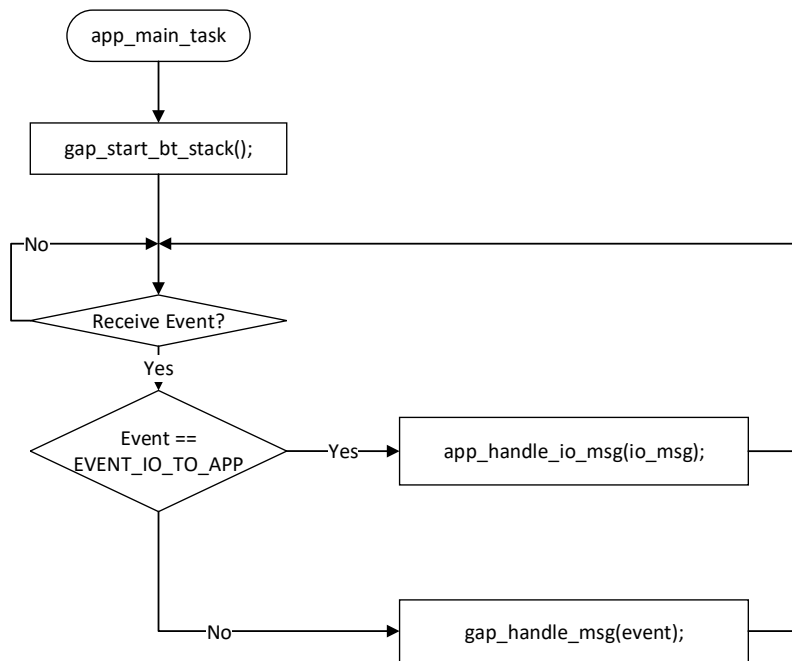 app_main_task
gap_start_bt_stack();
No
Receive Event?
Yes
Event ==
EVENT_IO_TO_APP
Yes
app_handle_io_msg(io_msg);
No
gap_handle_msg(event);